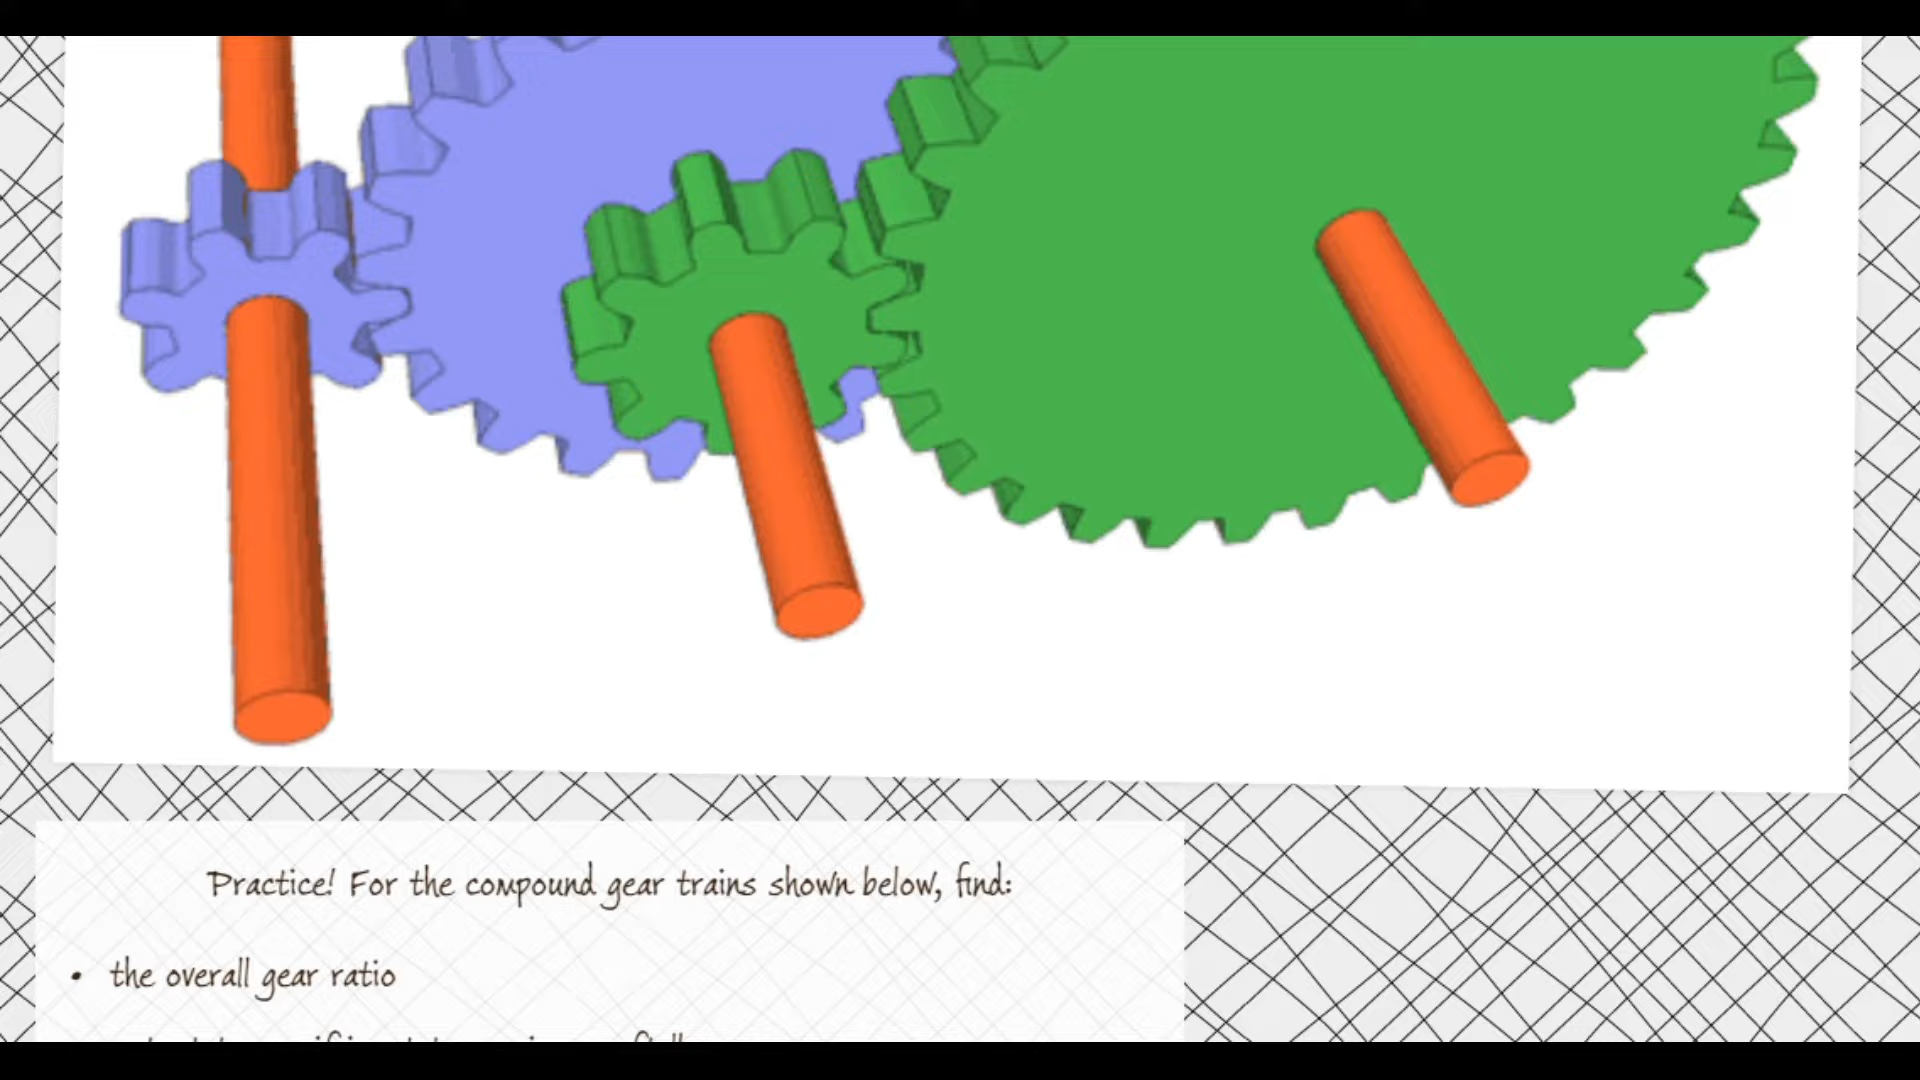 Practice! For the compound gear trains shown below, find:
• the overall gear ratio